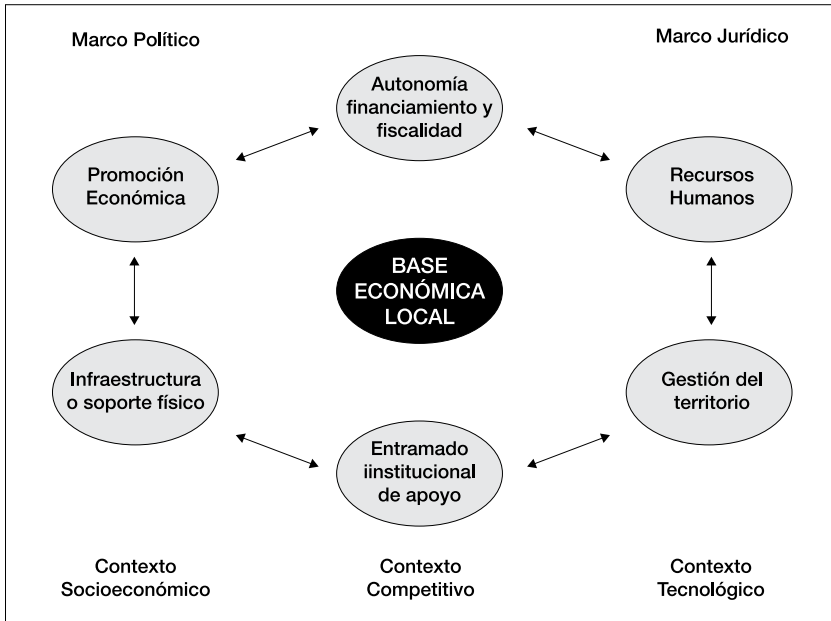 Marco Político
Marco Jurídico
Autonomía
financiamiento y
fiscalidad
Promoción
Económica
Recursos
Humanos
BASE
ECONÓMICA
LOCAL
Infraestructura
o soporte físico
Gestión del
territorio
Entramado
iinstitucional
de apoyo
Contexto
Socioeconómico
Contexto
Competitivo
Contexto
Tecnológico